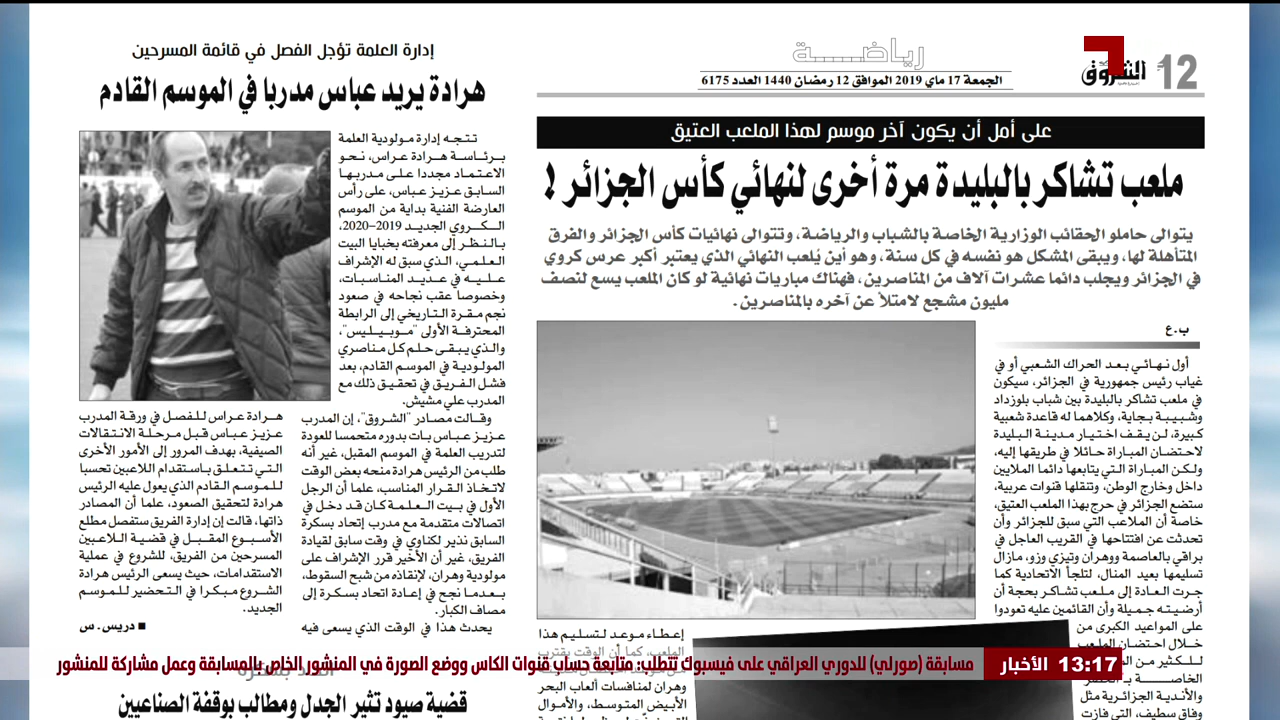 12
الشروق
رياضة
الجمعة 17 ماي 2019 الموافق 12 رمضان 1440 العدد 6175
على أمل أن يكون آخر موسم لهذا الملعب العتيق
ملعب تشاكر بالبليدة مرة أخرى لنهائي كأس الجزائر !
يتوالى حاملو الحقائب الوزارية الخاصة بالشباب والرياضة، وتتوالى نهائيات كأس الجزائر والفرق
المتأهلة لها، ويبقى المشكل هو نفسه في كل سنة، وهو أين يُلعب النهائي الذي يعتبر أكبر عرس كروي
في الجزائر ويجلب دائما عشرات آلاف من المناصرين، فهناك مباريات نهائية لو كان الملعب يسع لنصف
مليون مشجع لامتلأ عن آخره بالمناصرين.
ب.ع
أول نهائي بعد الحراك الشعبي أو في
غياب رئيس جمهورية في الجزائر، سيكون
في ملعب تشاكر بالبليدة بين شباب بلوزداد
وشبيبة بجاية، وكلاهما له قاعدة شعبية
كبيرة، لن يقف اختيار مدينة البليدة
لاحتضان المباراة حائلا في طريقها إليه،
ولكن المباراة التي يتابعها دائما الملايين
داخل وخارج الوطن، وتنقلها قنوات عربية،
ستضع الجزائر في حرج بهذا الملعب العتيق،
خاصة أن الملاعب التي سبق للجزائر وأن
تحدثت عن افتتاحها في القريب العاجل في
براقي بالعاصمة ووهران وتيزي وزو، مازال
تسليمها بعيد المنال، لتلجأ الاتحادية كما
جرت العادة إلى ملعب تشاكر بحجة أن
أرضيته جميلة وأن القائمين عليه تعودوا
على المواعيد الكبرى من
خلال احتضان الملعب
للكثير من
الخاصة
والأندية الجزائرية مثل
وفاق سطيف، التي فازت
إعطاء موعد لتسليم هذا
الملعب، كما أن الوقت يقترب
وهران لمنافسات ألعاب البحر
الأبيض المتوسط، والأموال
إدارة العلمة تؤجل الفصل في قائمة المسرحين
هرادة يريد عباس مدربا في الموسم القادم
تتجه إدارة مولودية العلمة
برئاسة هرادة عراس، نحو
الاعتماد مجددا على مدربها
السابق عزيز عباس، على رأس
العارضة الفنية بداية من الموسم
الكروي الجديد 2019-2020،
بالنظر إلى معرفته بخبايا البيت
العلمي، الذي سبق له الإشراف
عليه في عديد المناسبات،
وخصوصا عقب نجاحه في صعود
نجم مقرة التاريخي إلى الرابطة
المحترفة الأولى "موبيليس"،
والذي يبقى حلم كل مناصري
المولودية في الموسم القادم، بعد
فشل الفريق في تحقيق ذلك مع
المدرب علي مشيش.
وقالت مصادر "الشروق"، إن المدرب
عزيز عباس بات بدوره متحمسا للعودة
لتدريب العلمة في الموسم المقبل، غير أنه
طلب من الرئيس هرادة منحه بعض الوقت
لاتخاذ القرار المناسب، علما أن الرجل
الأول في بيت العلمة كان قد دخل في
اتصالات متقدمة مع مدرب إتحاد بسكرة
السابق نذير لكناوي في وقت سابق لقيادة
الفريق، غير أن الأخير قرر الإشراف على
مولودية وهران، لإنقاذه من شبح السقوط،
بعدما نجح في إعادة اتحاد بسكرة إلى
مصاف الكبار.
يحدث هذا في الوقت الذي يسعى فيه
هرادة عراس للفصل في ورقة المدرب
عزيز عباس قبل مرحلة الانتقالات
الصيفية، بهدف المرور إلى الأمور الأخرى
التي تتعلق باستقدام اللاعبين تحسبا
للموسم القادم الذي يعول عليه الرئيس
هرادة لتحقيق الصعود، علما أن المصادر
ذاتها، قالت إن إدارة الفريق ستفصل مطلع
الأسبوع المقبل في قضية اللاعبين
المسرحين من الفريق، للشروع في عملية
الاستقدامات، حيث يسعى الرئيس هرادة
الشروع مبكرا في التحضير للموسم
الجديد.
■ دريس.س
13:17 الأخبار
مسابقة (صوّرلي) للدوري العراقي على فيسبوك تتطلب: متابعة حساب قنوات الكاس ووضع الصورة في المنشور الخاص بالمسابقة وعمل مشاركة للمنشور
قضية صيود تثير الجدل ومطالب بوقفة الصناعيين